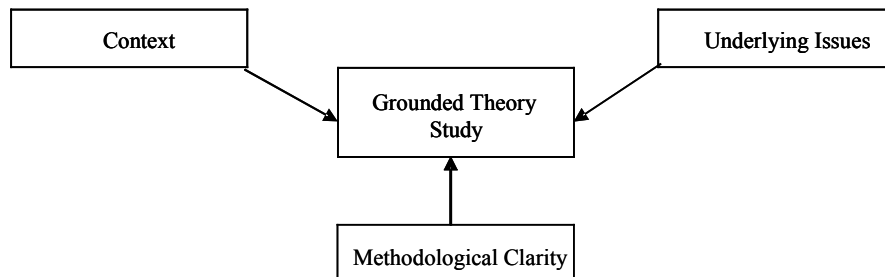 Context
Underlying Issues
Grounded Theory
Study
Methodological Clarity